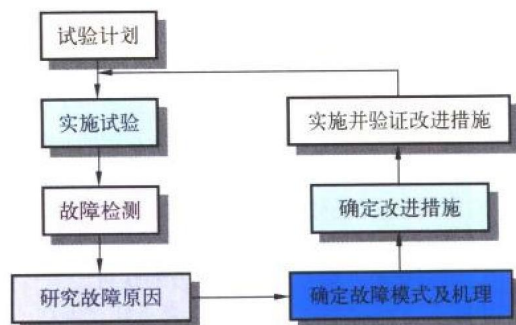 试验计划
实施试验
故障检测
研究故障原因
确定故障模式及机理
确定改进措施
实施并验证改进措施